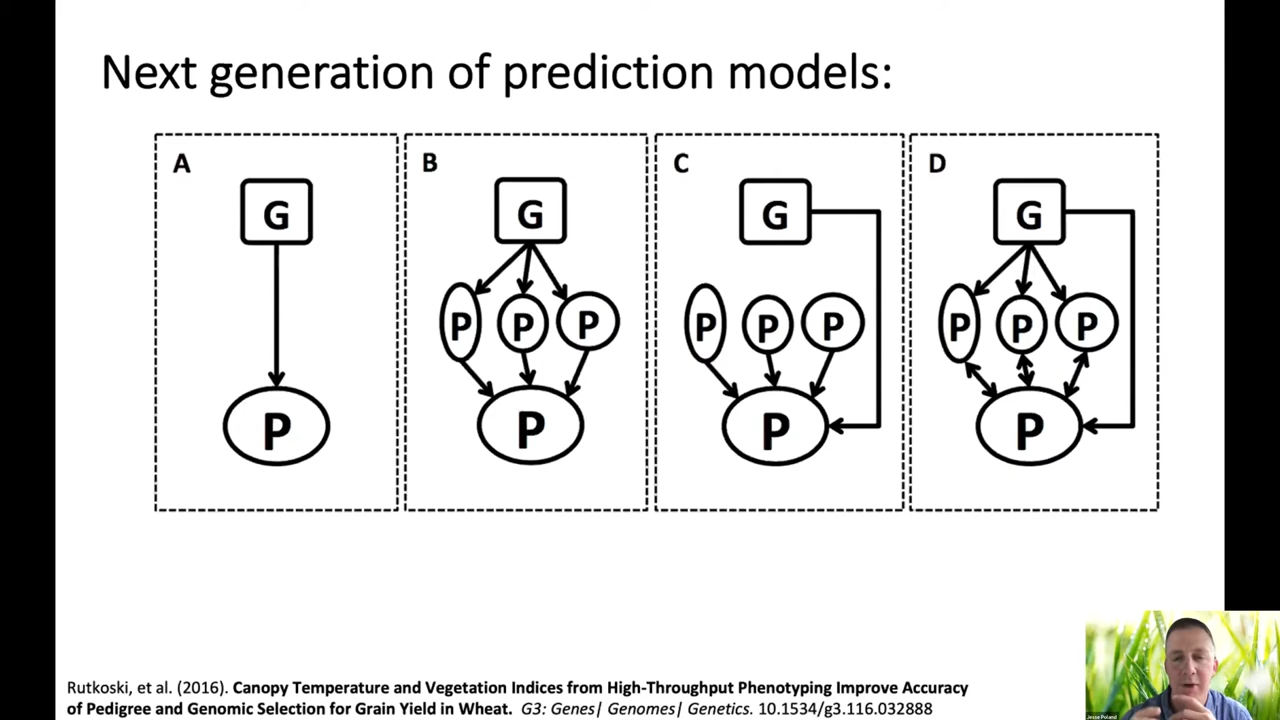 Next generation of prediction models:
A
B
C
D
G
G
G
G
P
P
P
P
P
P
P
P
P
P
P
P
P
Rutkoski, et al. (2016). Canopy Temperature and Vegetation Indices from High-Throughput Phenotyping Improve Accuracy
of Pedigree and Genomic Selection for Grain Yield in Wheat. G3: Genes| Genomes| Genetics. 10.1534/g3.116.032888
Jesse Poland